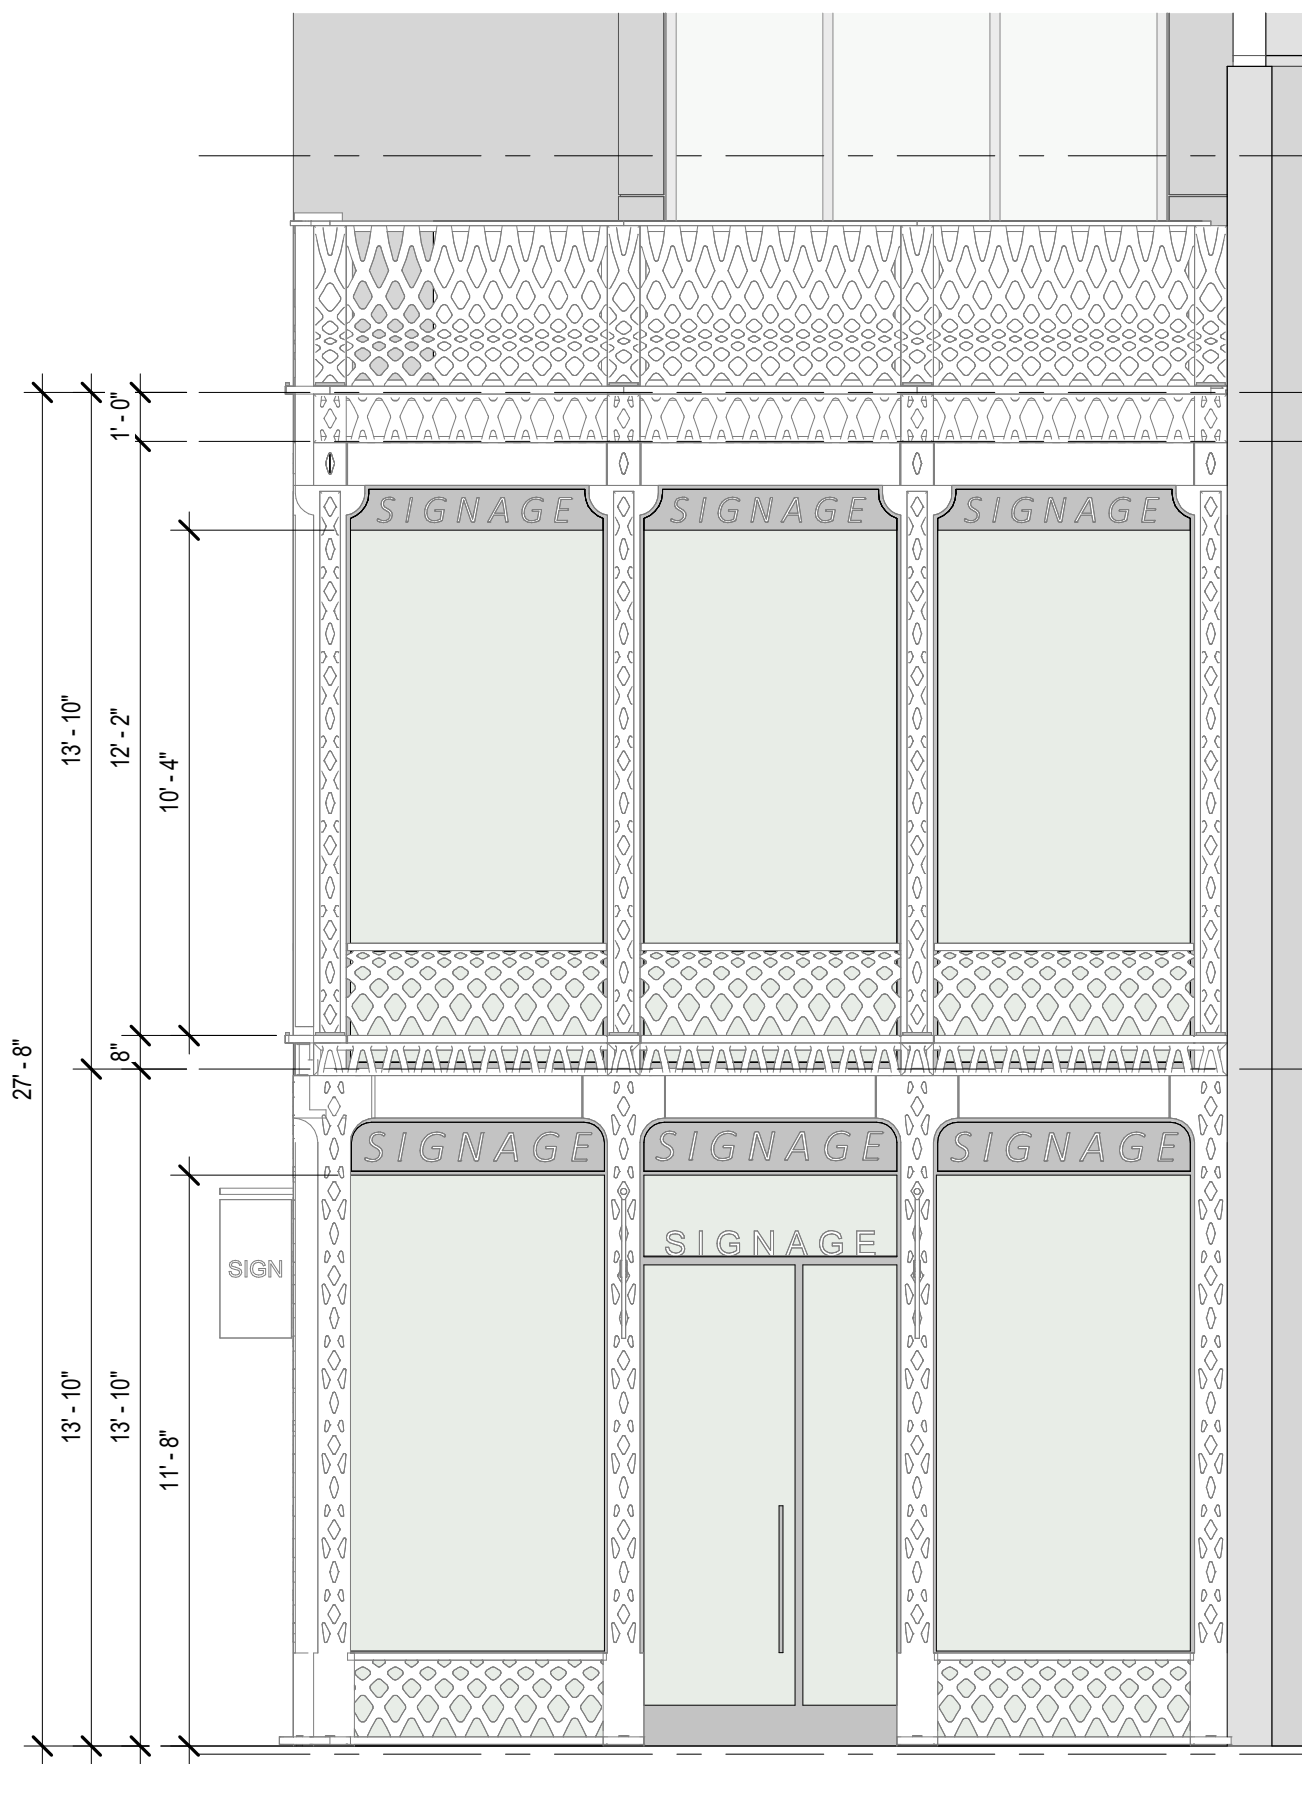 1' - 0"
SIGNAGE SIGNAGE SIGNAGE
13' - 10"
12' - 2"
10' - 4"
27' - 8"
8"
SIGNAGE SIGNAGE SIGNAGE
SIGNAGE
SIGN
13' - 10"
13' - 10"
11' - 8"